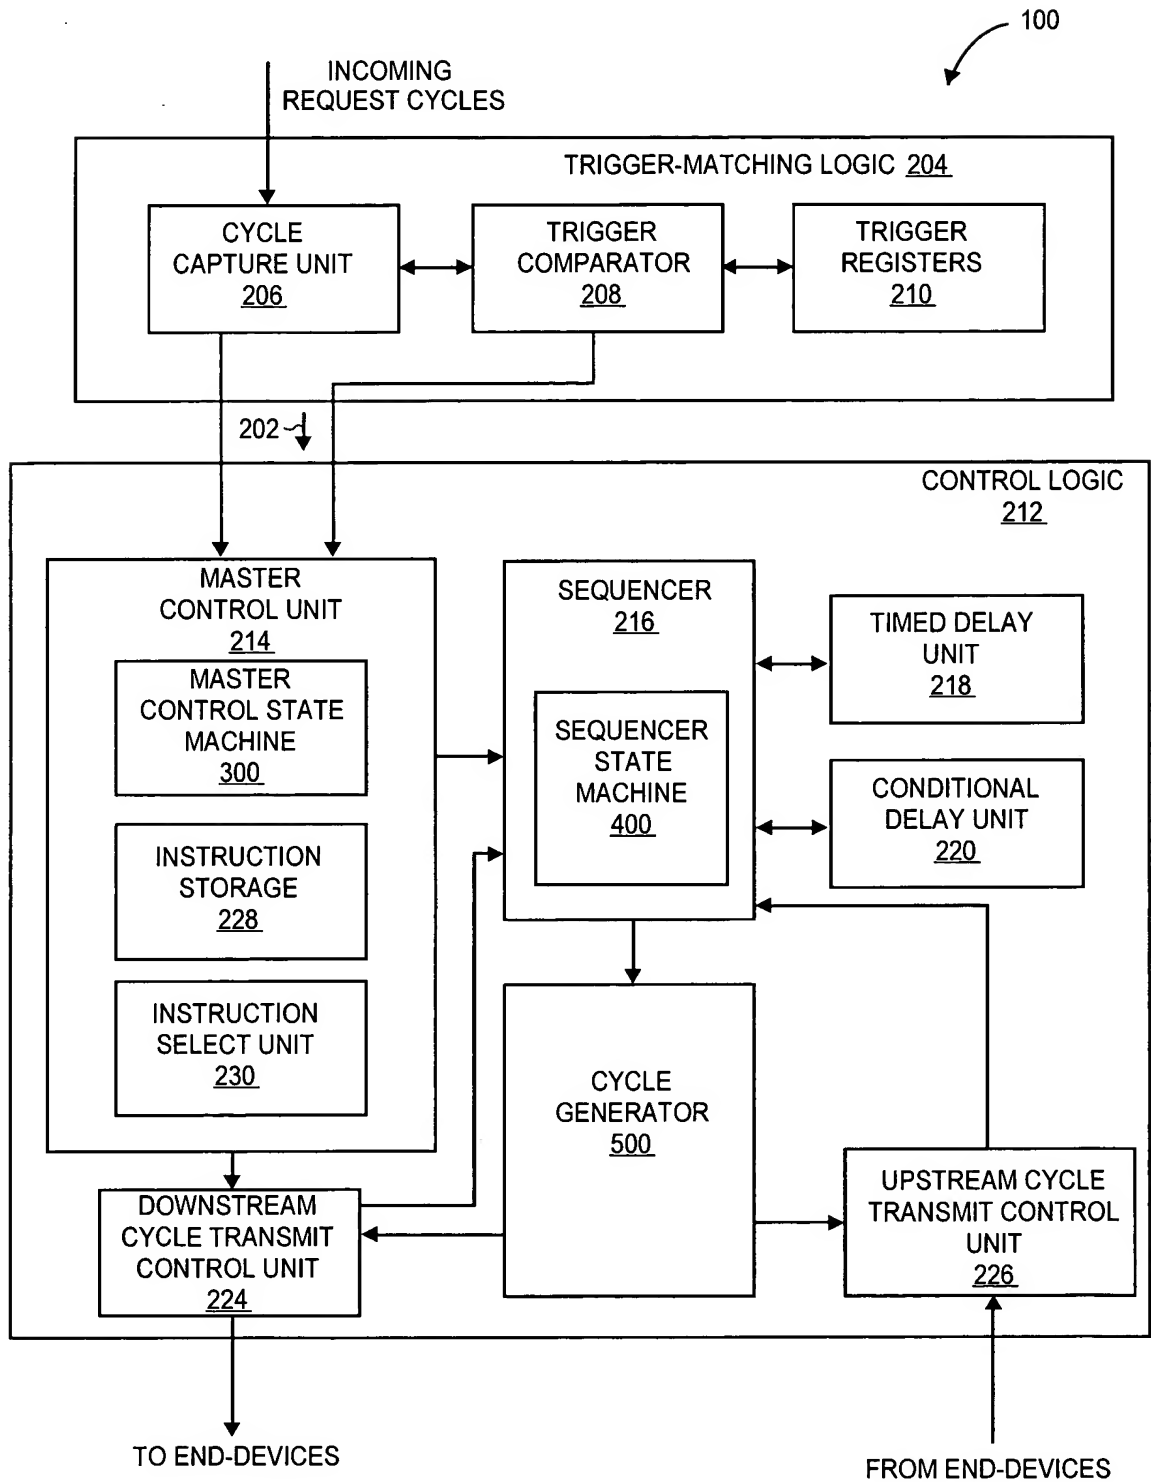 100
INCOMING
REQUEST CYCLES
TRIGGER-MATCHING LOGIC 204
CYCLE
CAPTURE UNIT
206
TRIGGER
COMPARATOR
208
TRIGGER
REGISTERS
210
202
CONTROL LOGIC
212
MASTER
CONTROL UNIT
214
MASTER
CONTROL STATE
MACHINE
300
INSTRUCTION
STORAGE
228
INSTRUCTION
SELECT UNIT
230
SEQUENCER
216
SEQUENCER
STATE
MACHINE
400
TIMED DELAY
UNIT
218
CONDITIONAL
DELAY UNIT
220
CYCLE
GENERATOR
500
DOWNSTREAM
CYCLE TRANSMIT
CONTROL UNIT
224
UPSTREAM CYCLE
TRANSMIT CONTROL
UNIT
226
TO END-DEVICES
FROM END-DEVICES